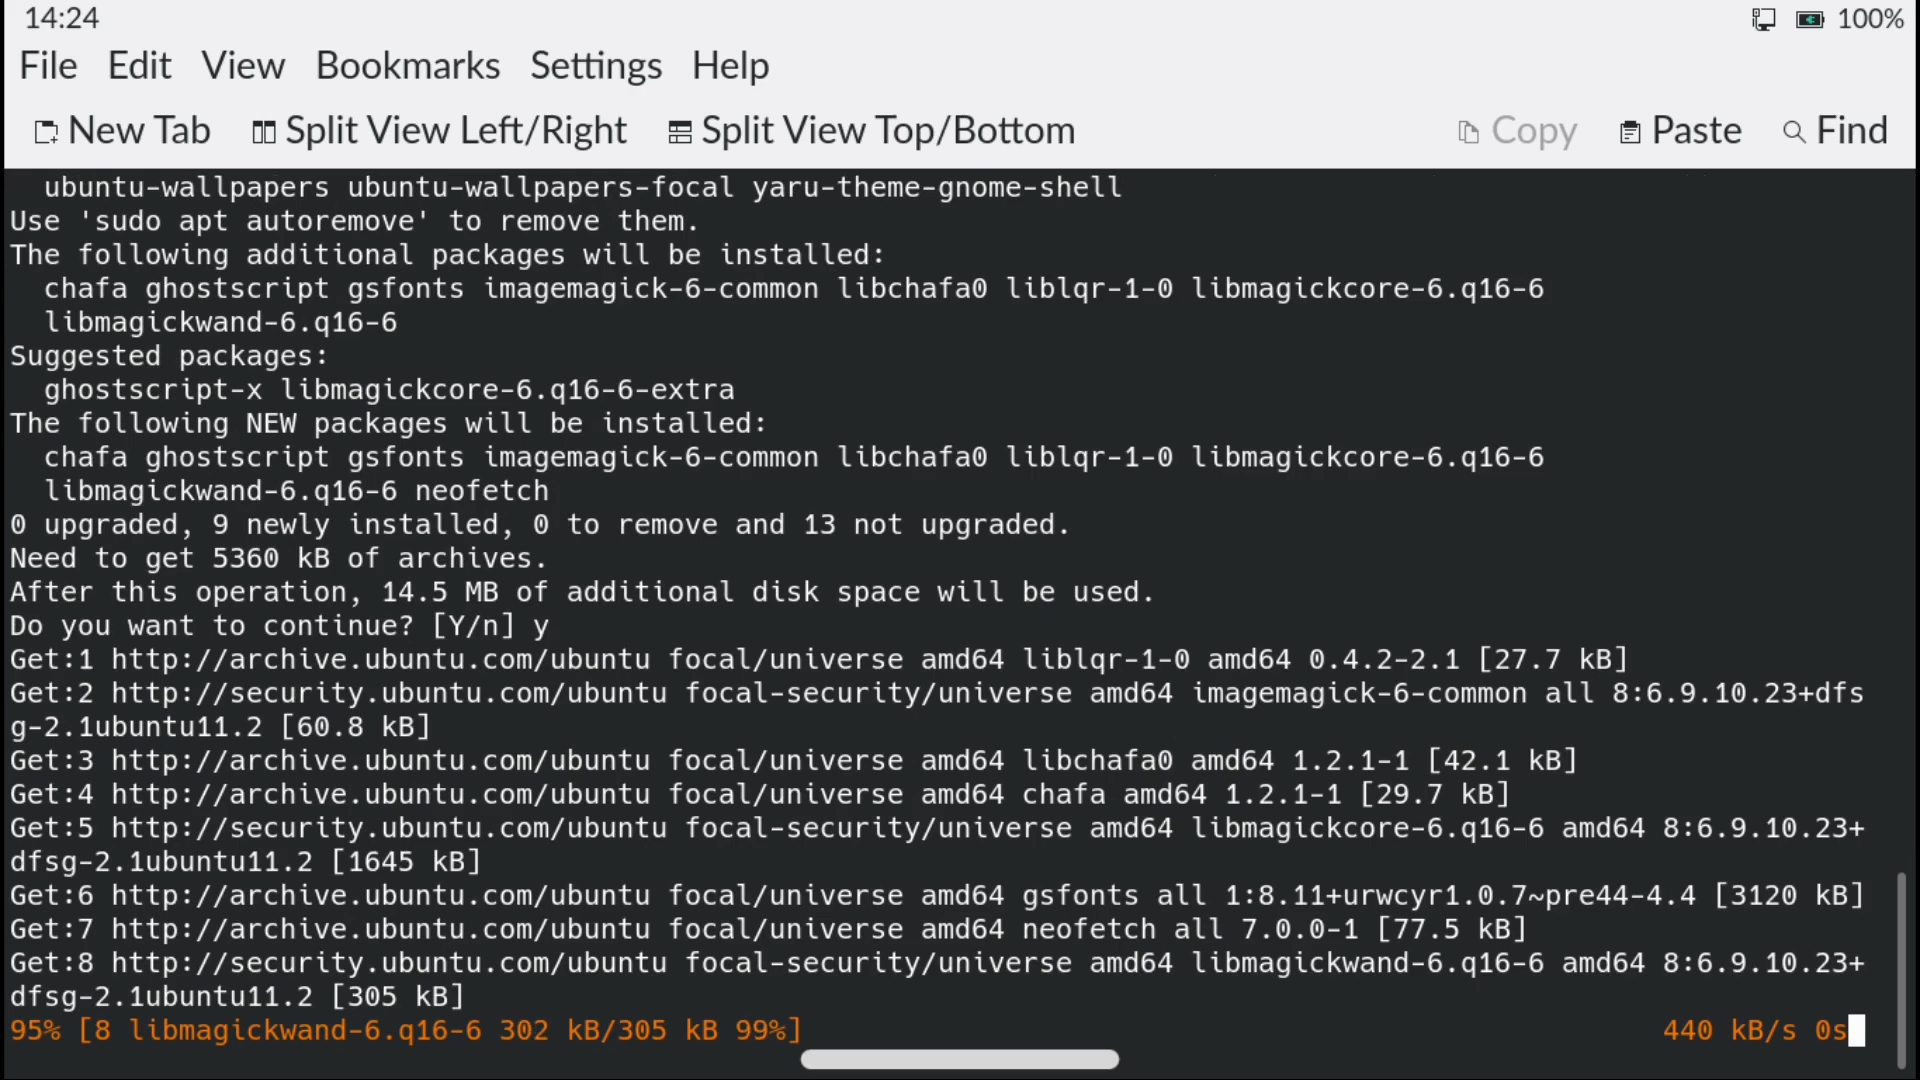 14:24 100%
File Edit View Bookmarks Settings Help
New Tab Split View Left/Right Split View Top/Bottom Copy Paste Find
ubuntu-wallpapers ubuntu-wallpapers-focal yaru-theme-gnome-shell
Use 'sudo apt autoremove' to remove them.
The following additional packages will be installed:
chafa ghostscript gsfonts imagemagick-6-common libchafa0 liblqr-1-0 libmagickcore-6.q16-6
libmagickwand-6.q16-6
Suggested packages:
ghostscript-x libmagickcore-6.q16-6-extra
The following NEW packages will be installed:
chafa ghostscript gsfonts imagemagick-6-common libchafa0 liblqr-1-0 libmagickcore-6.q16-6
libmagickwand-6.q16-6 neofetch
0 upgraded, 9 newly installed, 0 to remove and 13 not upgraded.
Need to get 5360 kB of archives.
After this operation, 14.5 MB of additional disk space will be used.
Do you want to continue? [Y/n] y
Get:1 http://archive.ubuntu.com/ubuntu focal/universe amd64 liblqr-1-0 amd64 0.4.2-2.1 [27.7 kB]
Get:2 http://security.ubuntu.com/ubuntu focal-security/universe amd64 imagemagick-6-common all 8:6.9.10.23+dfs
g-2.1ubuntu11.2 [60.8 kB]
Get:3 http://archive.ubuntu.com/ubuntu focal/universe amd64 libchafa0 amd64 1.2.1-1 [42.1 kB]
Get:4 http://archive.ubuntu.com/ubuntu focal/universe amd64 chafa amd64 1.2.1-1 [29.7 kB]
Get:5 http://security.ubuntu.com/ubuntu focal-security/universe amd64 libmagickcore-6.q16-6 amd64 8:6.9.10.23+
dfsg-2.1ubuntu11.2 [1645 kB]
Get:6 http://archive.ubuntu.com/ubuntu focal/universe amd64 gsfonts all 1:8.11+urwcyr1.0.7~pre44-4.4 [3120 kB]
Get:7 http://archive.ubuntu.com/ubuntu focal/universe amd64 neofetch all 7.0.0-1 [77.5 kB]
Get:8 http://security.ubuntu.com/ubuntu focal-security/universe amd64 libmagickwand-6.q16-6 amd64 8:6.9.10.23+
dfsg-2.1ubuntu11.2 [305 kB]
95% [8 libmagickwand-6.q16-6 302 kB/305 kB 99%] 440 kB/s 0s